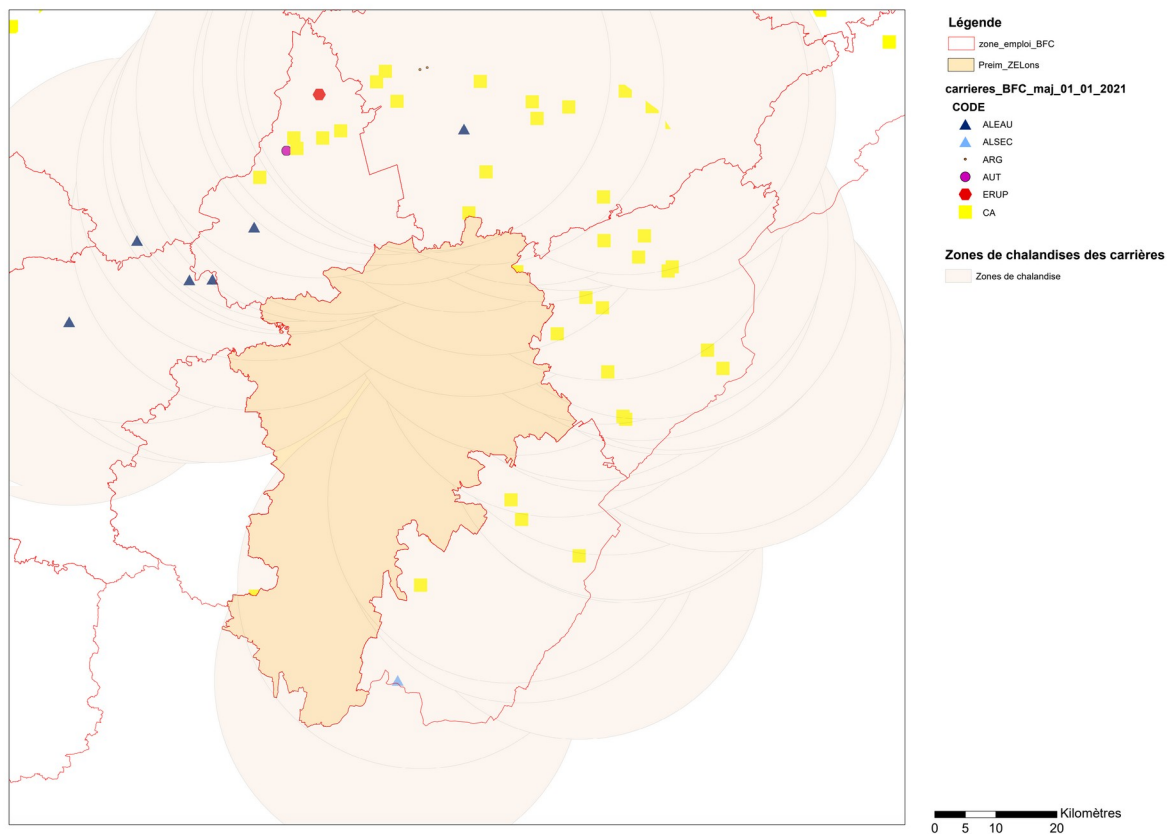 Légende
zone_emploi_BFC
Preim_ZELons
carrieres_BFC_maj_01_01_2021
CODE
ALEAU
ALSEC
ARG
AUT
ERUP
CA
Zones de chalandises des carrières
Zones de chalandise
Kilomètres
0 5 10 20